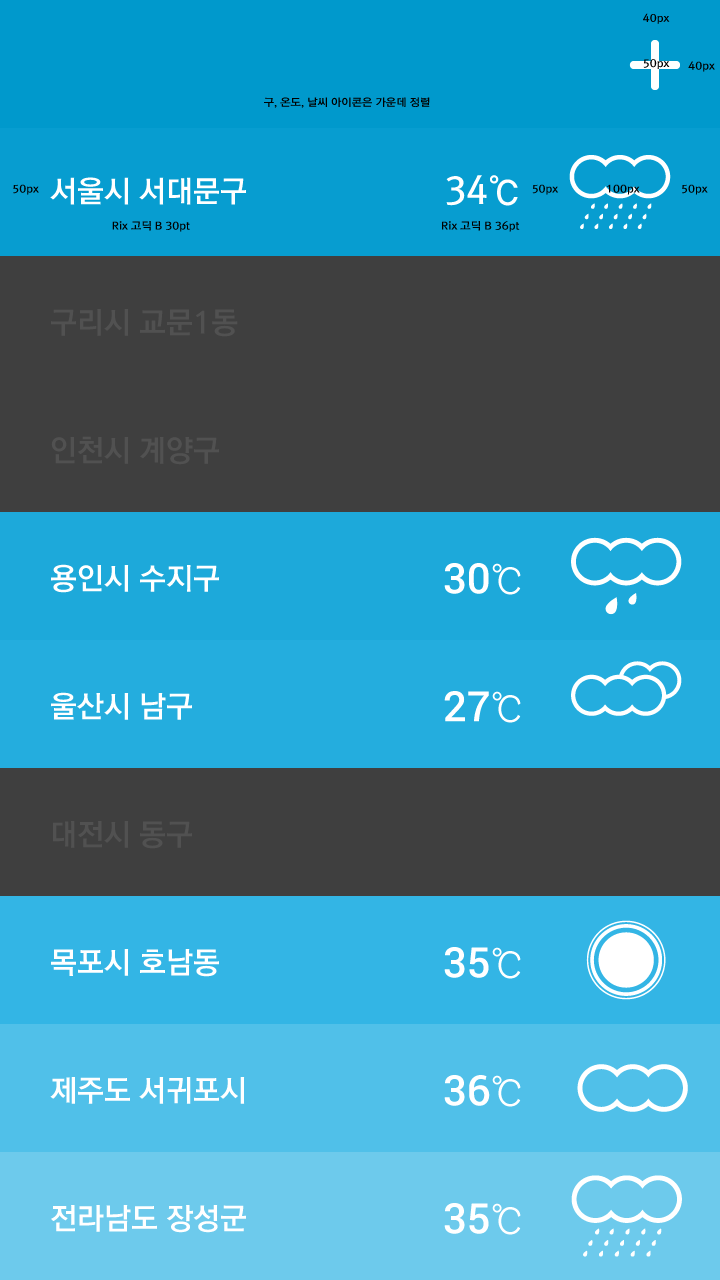 40px
50px 40px
구, 온도, 날씨 아이콘은 가운데 정렬
50px 서울시 서대문구 34℃ 50px 100px 50px
Rix 고딕 B 30pt Rix 고딕 B 36pt
구리시 교문1동
인천시 계양구
용인시 수지구 30℃
울산시 남구 27℃
대전시 동구
목포시 호남동 35℃
제주도 서귀포시 36℃
전라남도 장성군 35℃